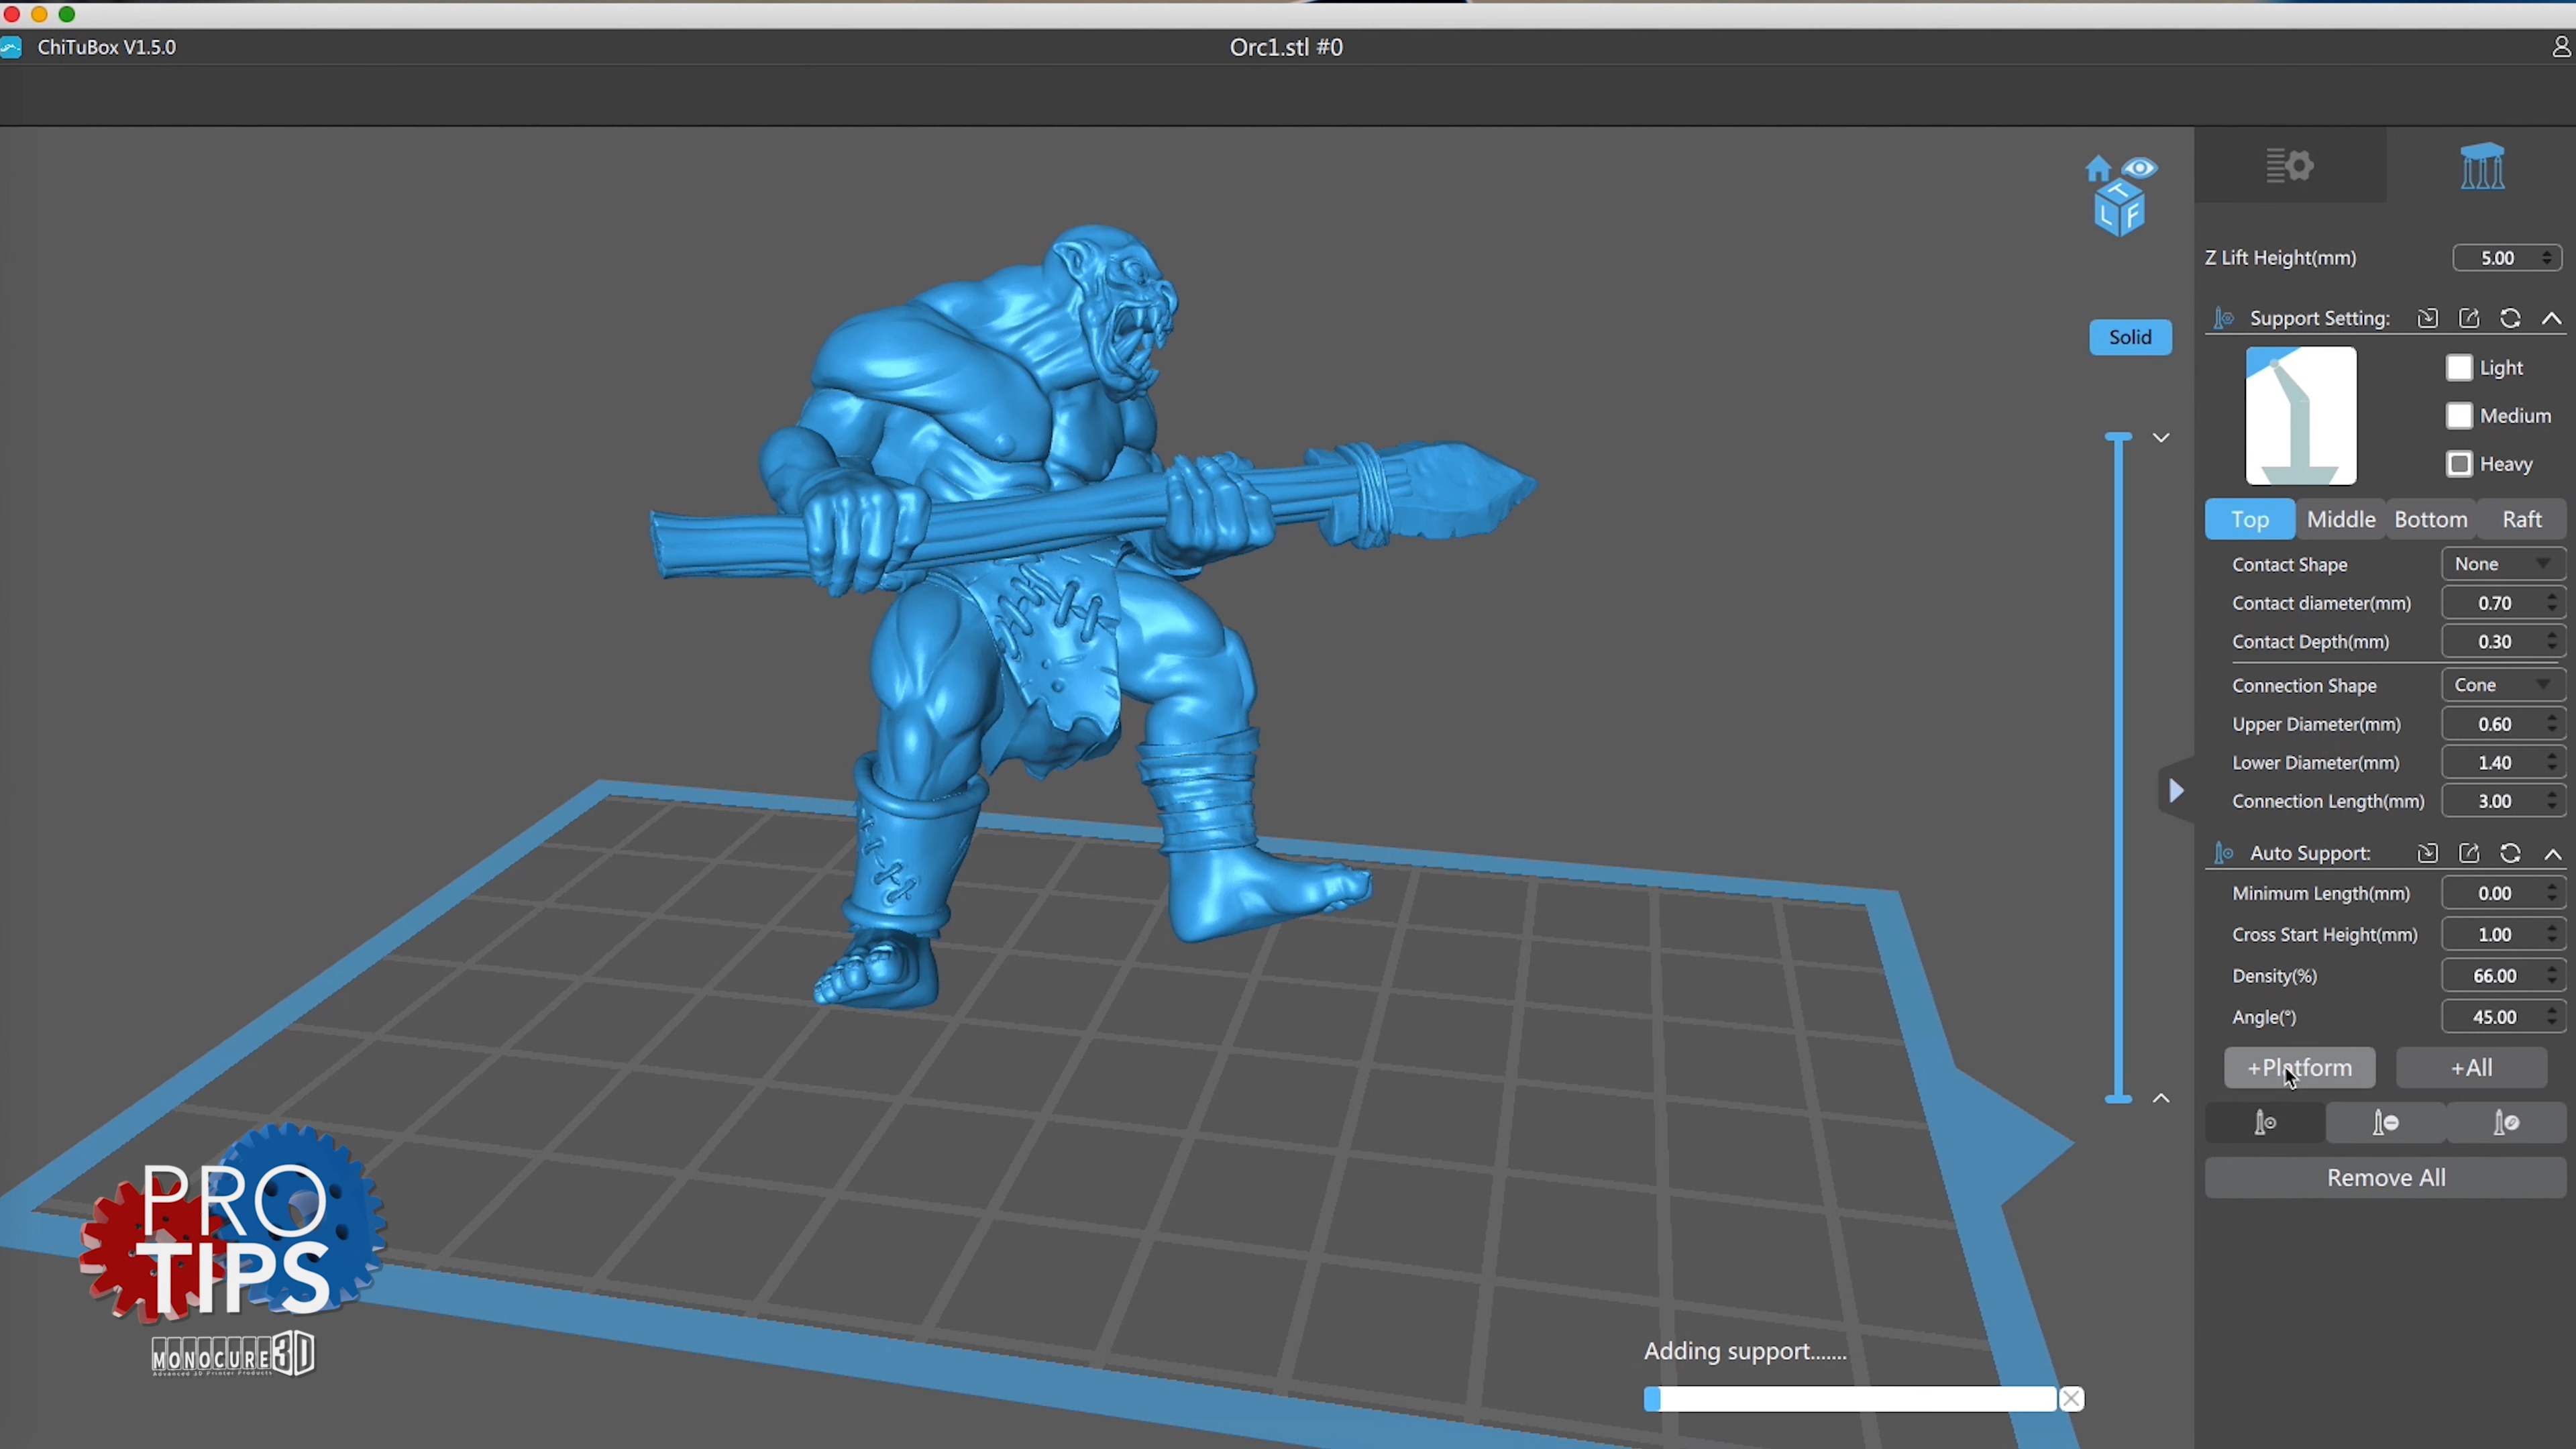 ChiTuBox V1.5.0
Orc1.stl #0
T
L F
Z Lift Height(mm) 5.00
Support Setting:
Solid
Light
Medium
Heavy
Top Middle Bottom Raft
Contact Shape None
Contact diameter(mm) 0.70
Contact Depth(mm) 0.30
Connection Shape Cone
Upper Diameter(mm) 0.60
Lower Diameter(mm) 1.40
Connection Length(mm) 3.00
Auto Support:
Minimum Length(mm) 0.00
Cross Start Height(mm) 1.00
Density(%) 66.00
Angle(°) 45.00
+Platform +All
Remove All
PRO
TIPS
MONOCURE3D
Advanced 3D Printer Products
Adding support.......